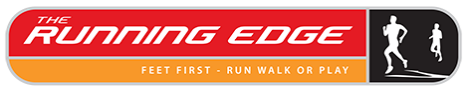 THE
RUNNING EDGE
FEET FIRST - RUN WALK OR PLAY